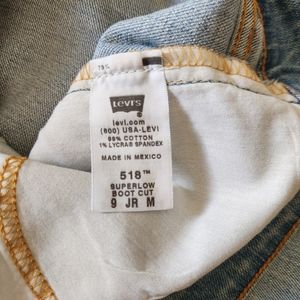 LEVI'S
levi.com
(800) USA-LEVI
99% COTTON
1% LYCRA® SPANDEX
MADE IN MEXICO
518™
SUPERLOW
BOOT CUT
9 JR M